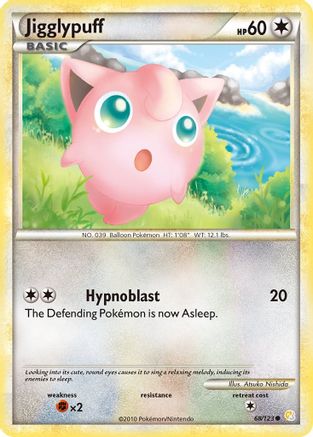 Jigglypuff HP60
BASIC
NO. 039 Balloon Pokémon HT: 1'08" WT: 12.1 lbs.
Hypnoblast 20
The Defending Pokémon is now Asleep.
Looking into its cute, round eyes causes it to sing a relaxing melody, inducing its
enemies to sleep.
Illus. Atsuko Nishida
weakness resistance retreat cost
×2
©2010 Pokémon/Nintendo 68/123